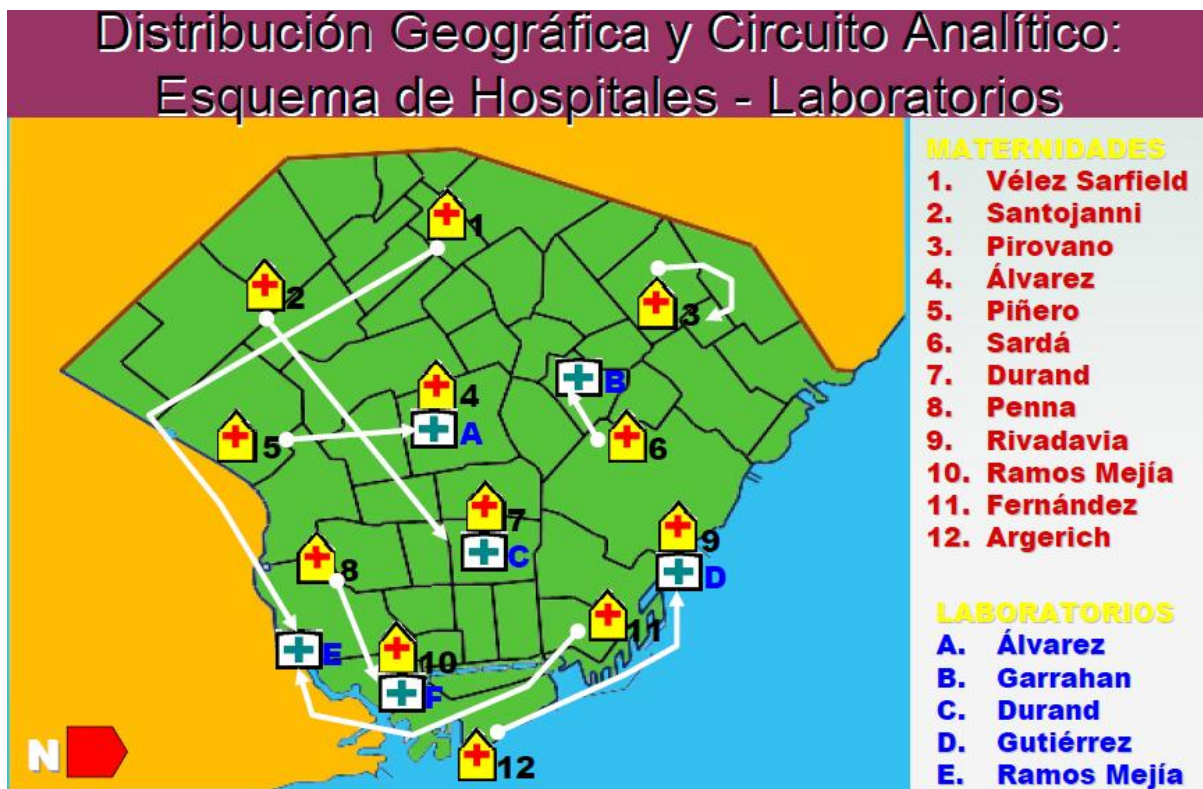 Distribución Geográfica y Circuito Analítico:
Esquema de Hospitales - Laboratorios
MATERNIDADES
1. Vélez Sarfield
2. Santojanni
3. Pirovano
4. Álvarez
5. Piñero
6. Sardá
7. Durand
8. Penna
9. Rivadavia
10. Ramos Mejía
11. Fernández
12. Argerich
LABORATORIOS
A. Álvarez
B. Garrahan
C. Durand
D. Gutiérrez
E. Ramos Mejía
1
2
3
4
B
A
5
6
7
9
C
8
D
11
E
10
F
12
N